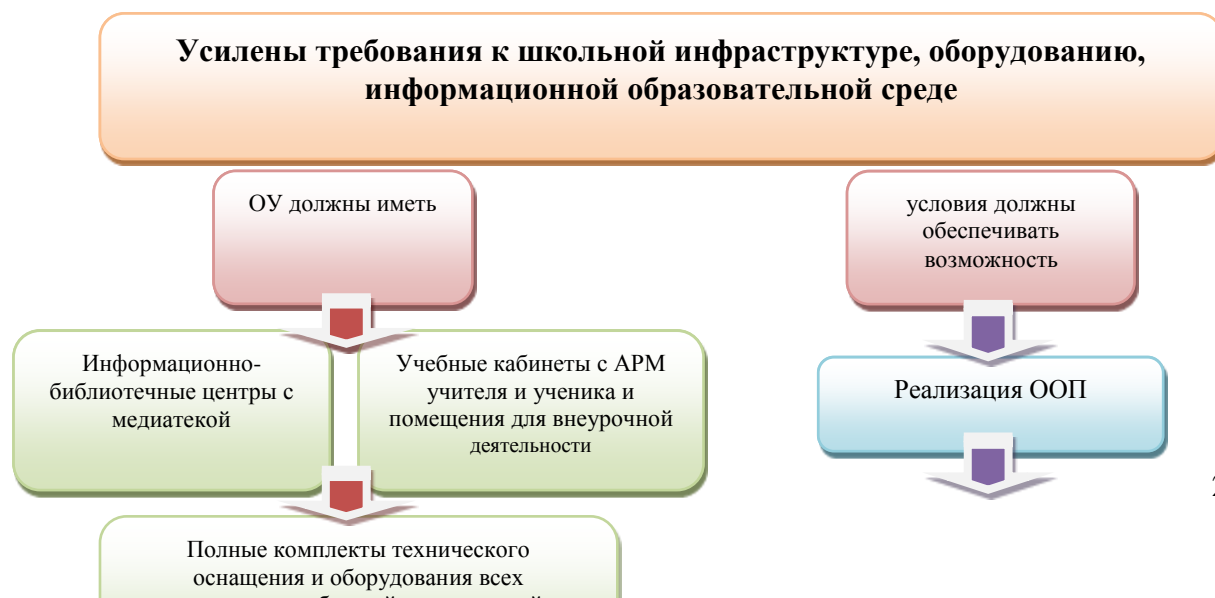 Усилены требования к школьной инфраструктуре, оборудованию,
информационной образовательной среде
ОУ должны иметь
условия должны
обеспечивать
возможность
Информационно-
библиотечные центры с
медиатекой
Учебные кабинеты с АРМ
учителя и ученика и
помещения для внеурочной
деятельности
Реализация ООП
Полные комплекты технического
оснащения и оборудования всех